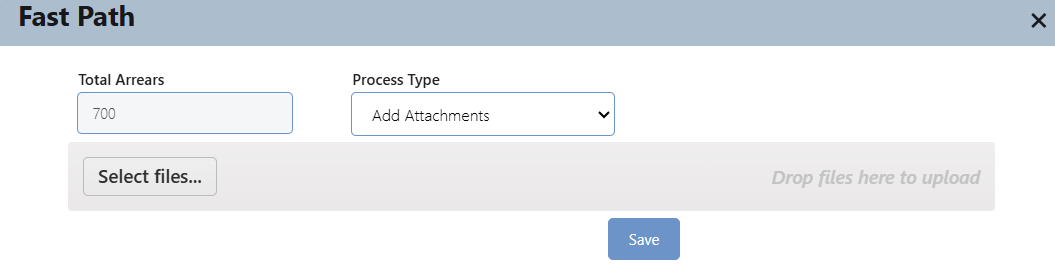 Fast Path
Total Arrears
Process Type
700
Add Attachments
Select files...
Drop files here to upload
Save